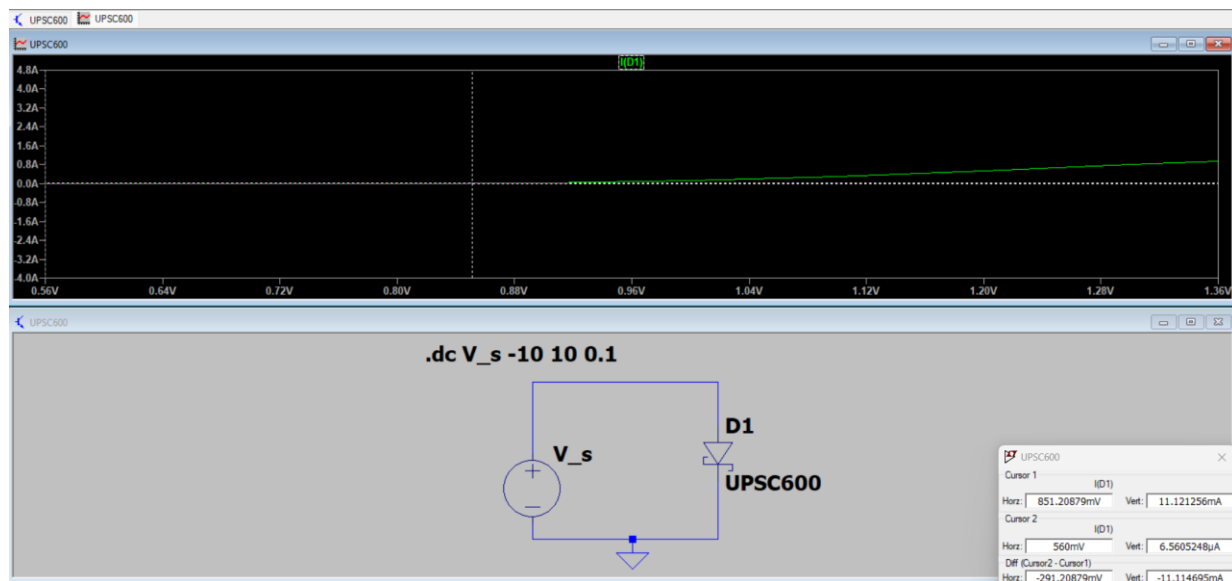 UPSC600 UPSC600
UPSC600
I(D1)
4.8A
4.0A
3.2A
2.4A
1.6A
0.8A
0.0A
-0.8A
-1.6A
-2.4A
-3.2A
-4.0A
0.56V 0.64V 0.72V 0.80V 0.88V 0.96V 1.04V 1.12V 1.20V 1.28V 1.36V
UPSC600
.dc V_s -10 10 0.1
D1
V_s
UPSC600
UPSC600
Cursor 1
I(D1)
Horz: 851.20879mV Vert: 11.121256mA
Cursor 2
I(D1)
Horz: 560mV Vert: 6.5605248µA
Diff (Cursor2 - Cursor1)
Horz: -291.20879mV Vert: -11.114695mA